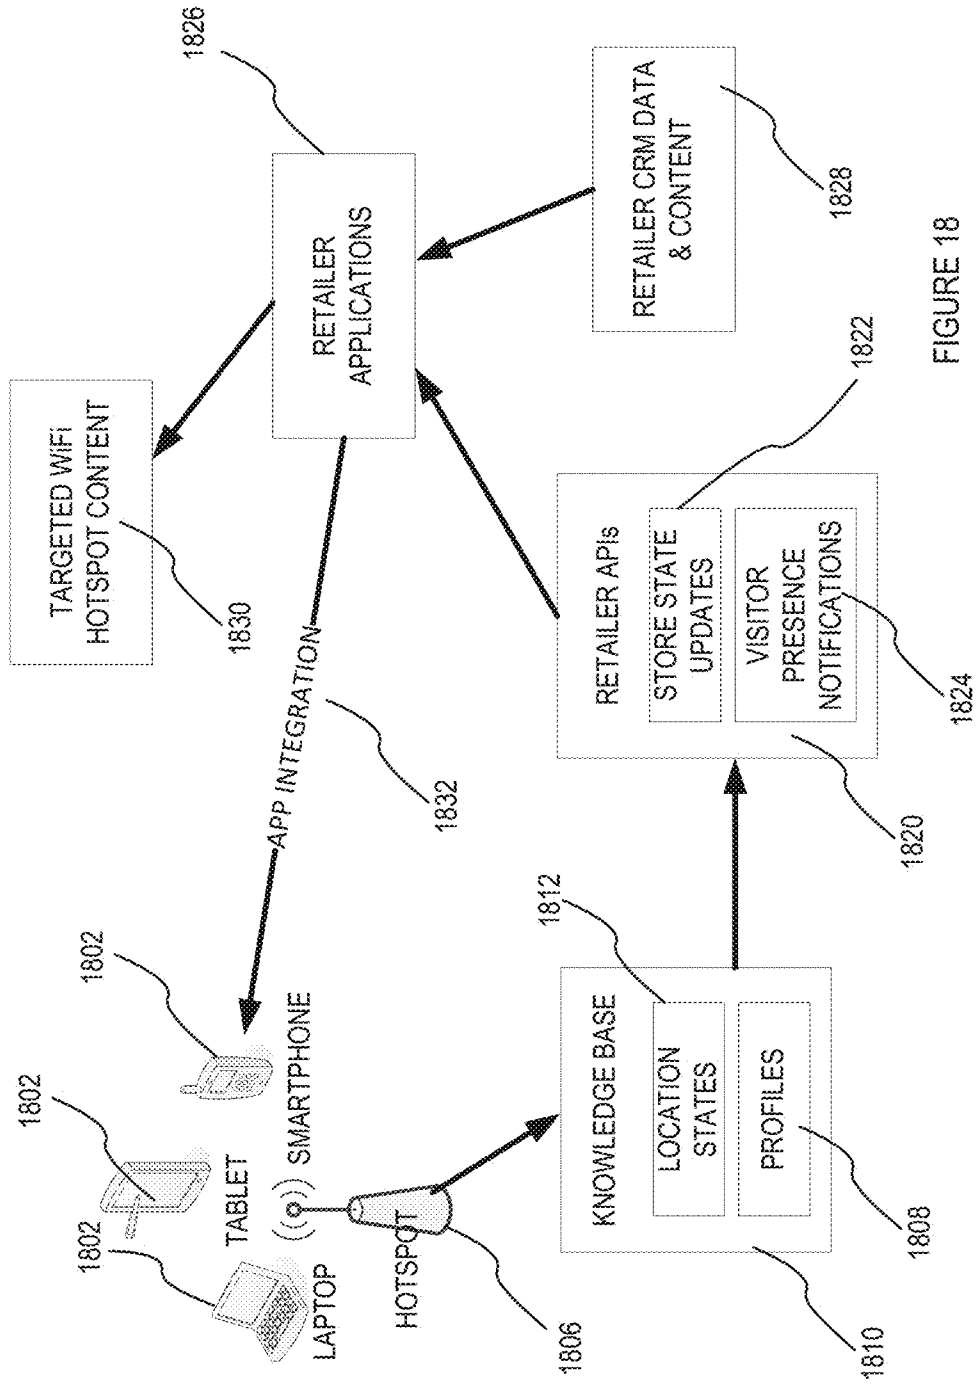 1802
1802
1802
LAPTOP
TABLET
SMARTPHONE
HOTSPOT
1806
APP INTEGRATION
1832
TARGETED WiFi
HOTSPOT CONTENT
1830
RETAILER
APPLICATIONS
1826
KNOWLEDGE BASE
LOCATION
STATES
PROFILES
1812
1808
1810
RETAILER APIs
STORE STATE
UPDATES
VISITOR
PRESENCE
NOTIFICATIONS
1822
1824
1820
RETAILER CRM DATA
& CONTENT
1828
FIGURE 18